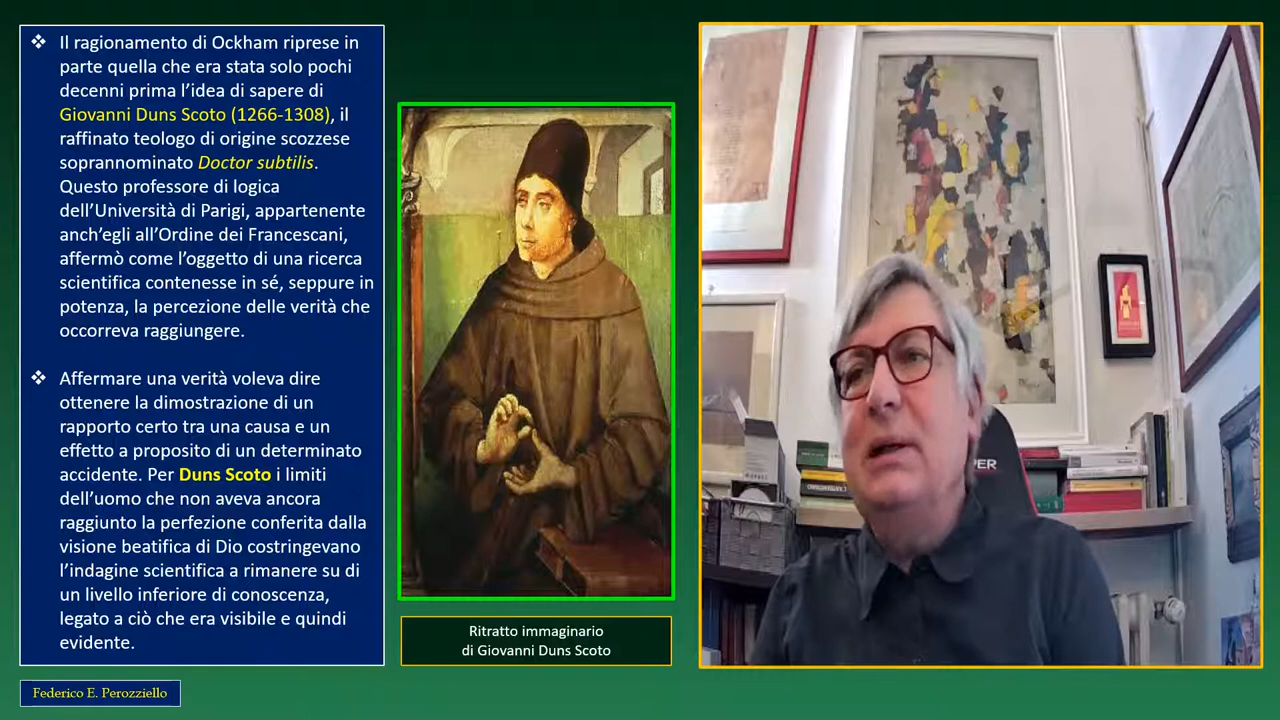 ❖ Il ragionamento di Ockham riprese in
parte quella che era stata solo pochi
decenni prima l’idea di sapere di
Giovanni Duns Scoto (1266-1308), il
raffinato teologo di origine scozzese
soprannominato Doctor subtilis.
Questo professore di logica
dell’Università di Parigi, appartenente
anch’egli all’Ordine dei Francescani,
affermò come l’oggetto di una ricerca
scientifica contenesse in sé, seppure in
potenza, la percezione delle verità che
occorreva raggiungere.
❖ Affermare una verità voleva dire
ottenere la dimostrazione di un
rapporto certo tra una causa e un
effetto a proposito di un determinato
accidente. Per Duns Scoto i limiti
dell’uomo che non aveva ancora
raggiunto la perfezione conferita dalla
visione beatifica di Dio costringevano
l’indagine scientifica a rimanere su di
un livello inferiore di conoscenza,
legato a ciò che era visibile e quindi
evidente.
Ritratto immaginario
di Giovanni Duns Scoto
PER
Federico E. Perozziello